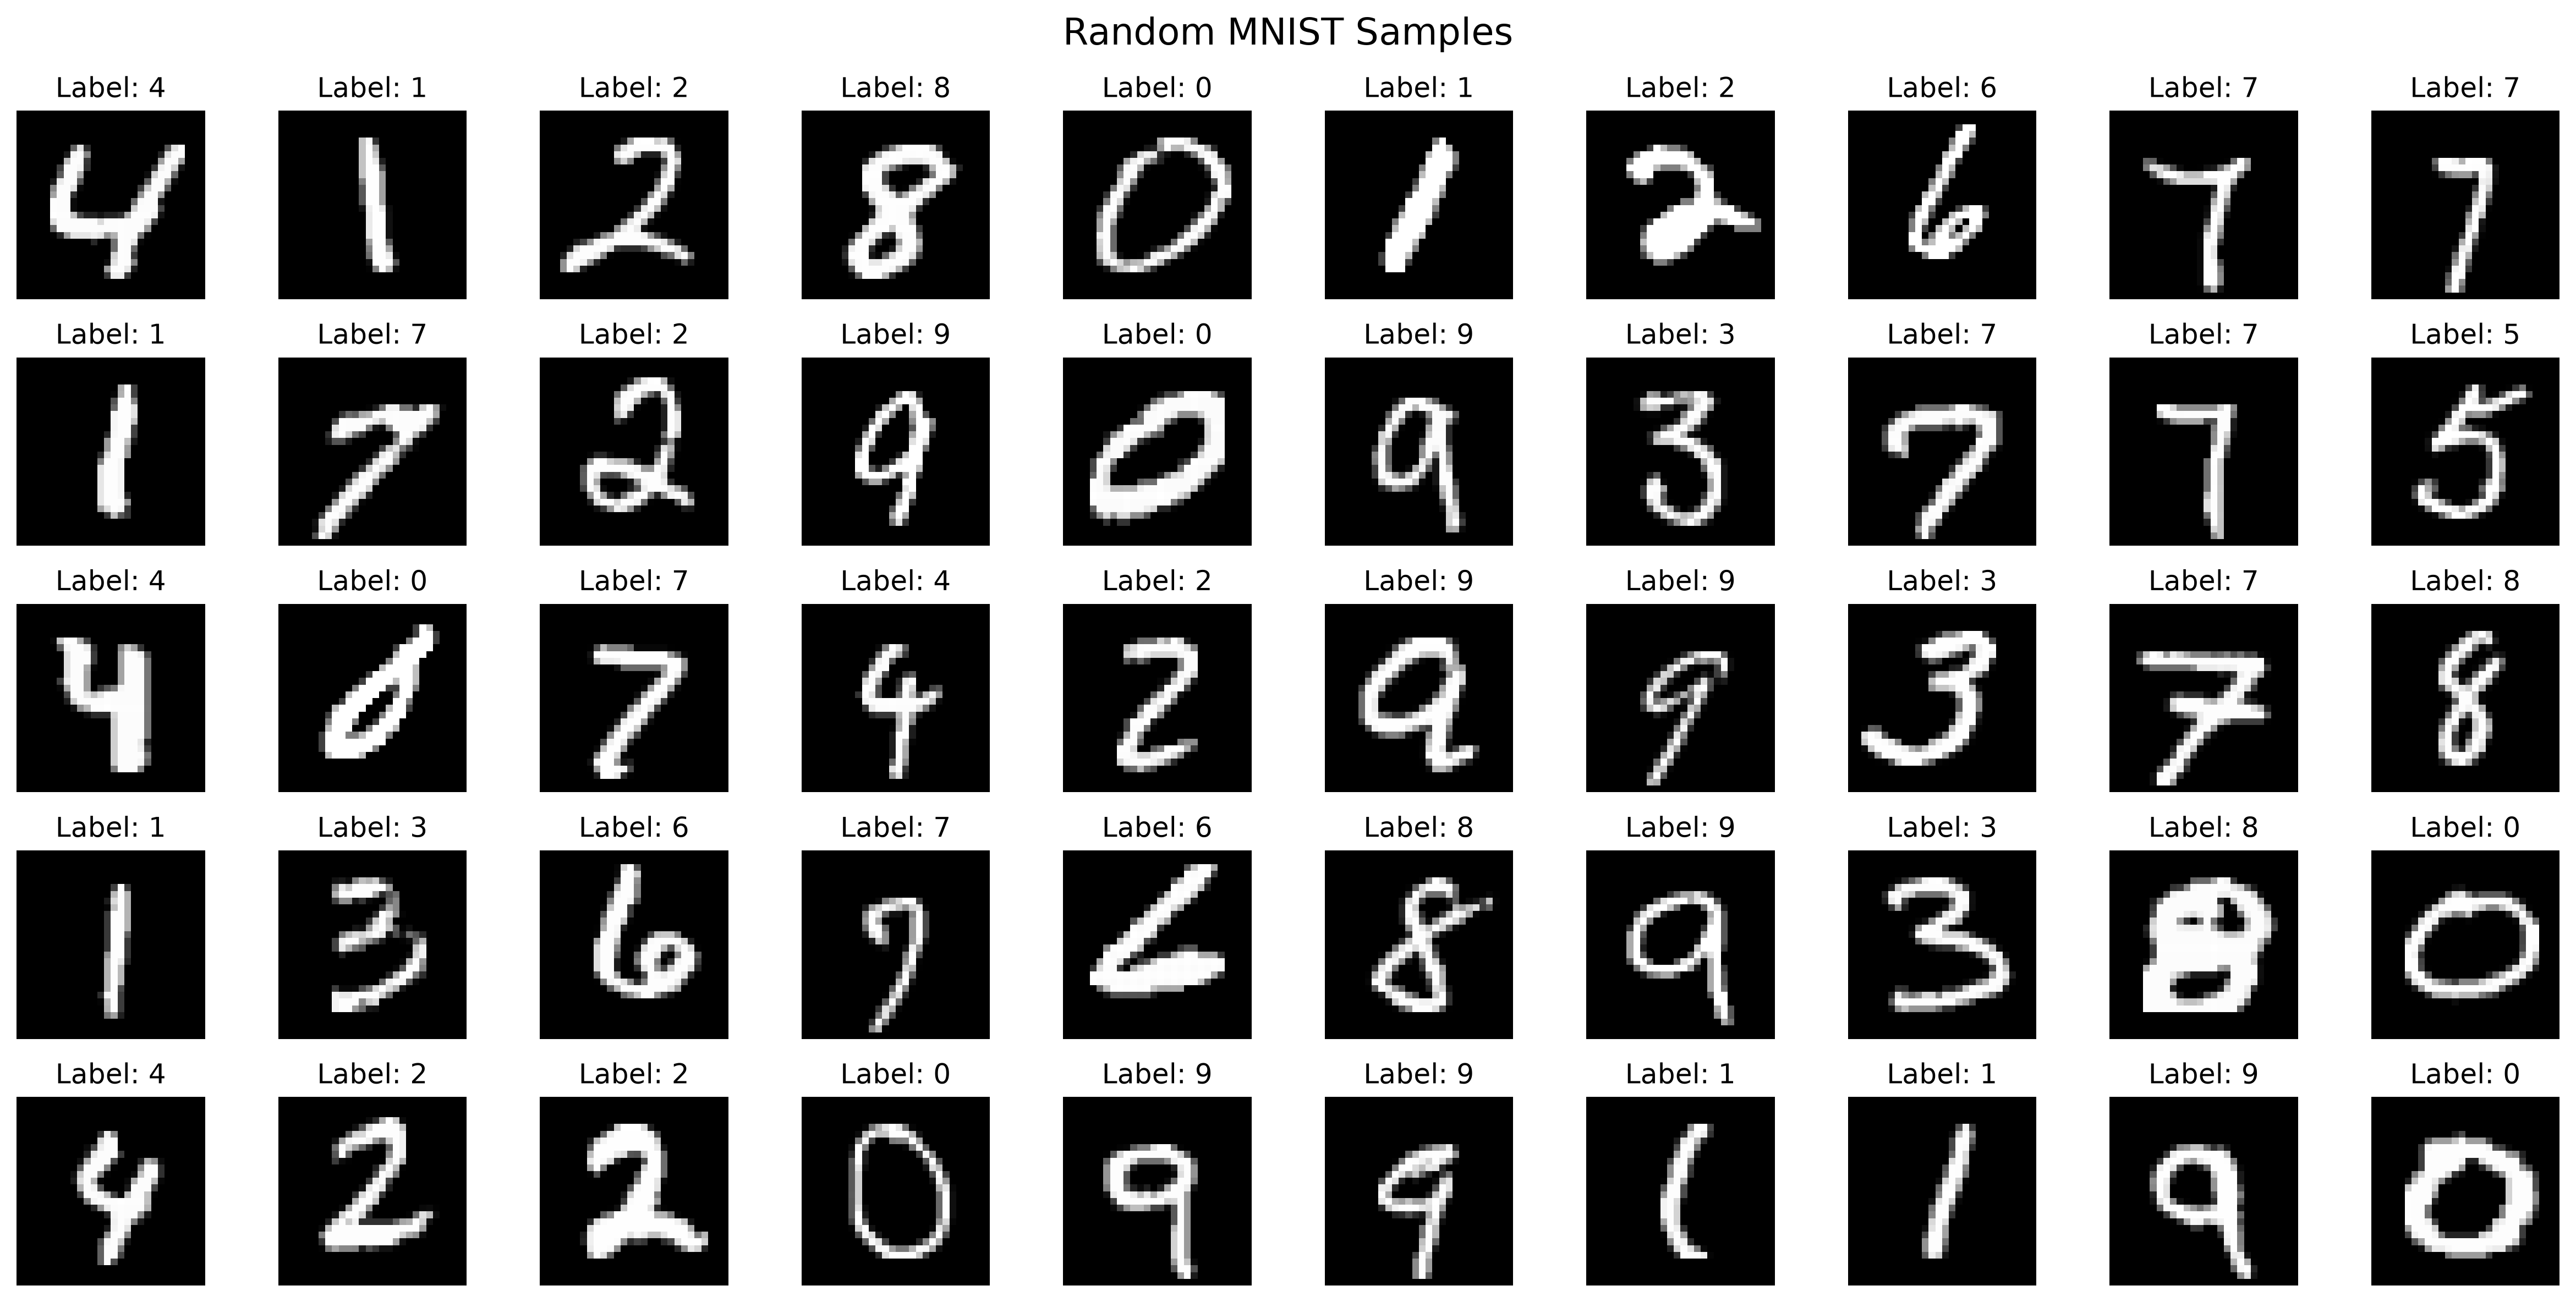 Random MNIST Samples
Label: 4 Label: 1 Label: 2 Label: 8 Label: 0 Label: 1 Label: 2 Label: 6 Label: 7 Label: 7
4 1 2 8 0 1 2 6 7 7
Label: 1 Label: 7 Label: 2 Label: 9 Label: 0 Label: 9 Label: 3 Label: 7 Label: 7 Label: 5
1 7 2 9 0 9 3 7 7 5
Label: 4 Label: 0 Label: 7 Label: 4 Label: 2 Label: 9 Label: 9 Label: 3 Label: 7 Label: 8
4 0 7 4 2 9 9 3 7 8
Label: 1 Label: 3 Label: 6 Label: 7 Label: 6 Label: 8 Label: 9 Label: 3 Label: 8 Label: 0
1 3 6 7 6 8 9 3 8 0
Label: 4 Label: 2 Label: 2 Label: 0 Label: 9 Label: 9 Label: 1 Label: 1 Label: 9 Label: 0
4 2 2 0 9 9 1 1 9 0